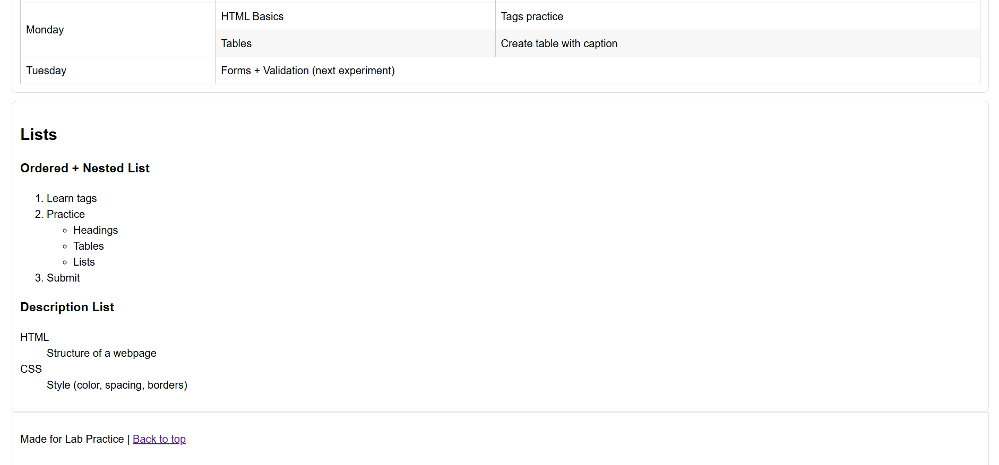 Monday
HTML Basics
Tags practice
Tables
Create table with caption
Tuesday
Forms + Validation (next experiment)
Lists
Ordered + Nested List
1. Learn tags
2. Practice
Headings
Tables
Lists
3. Submit
Description List
HTML
Structure of a webpage
CSS
Style (color, spacing, borders)
Made for Lab Practice | Back to top